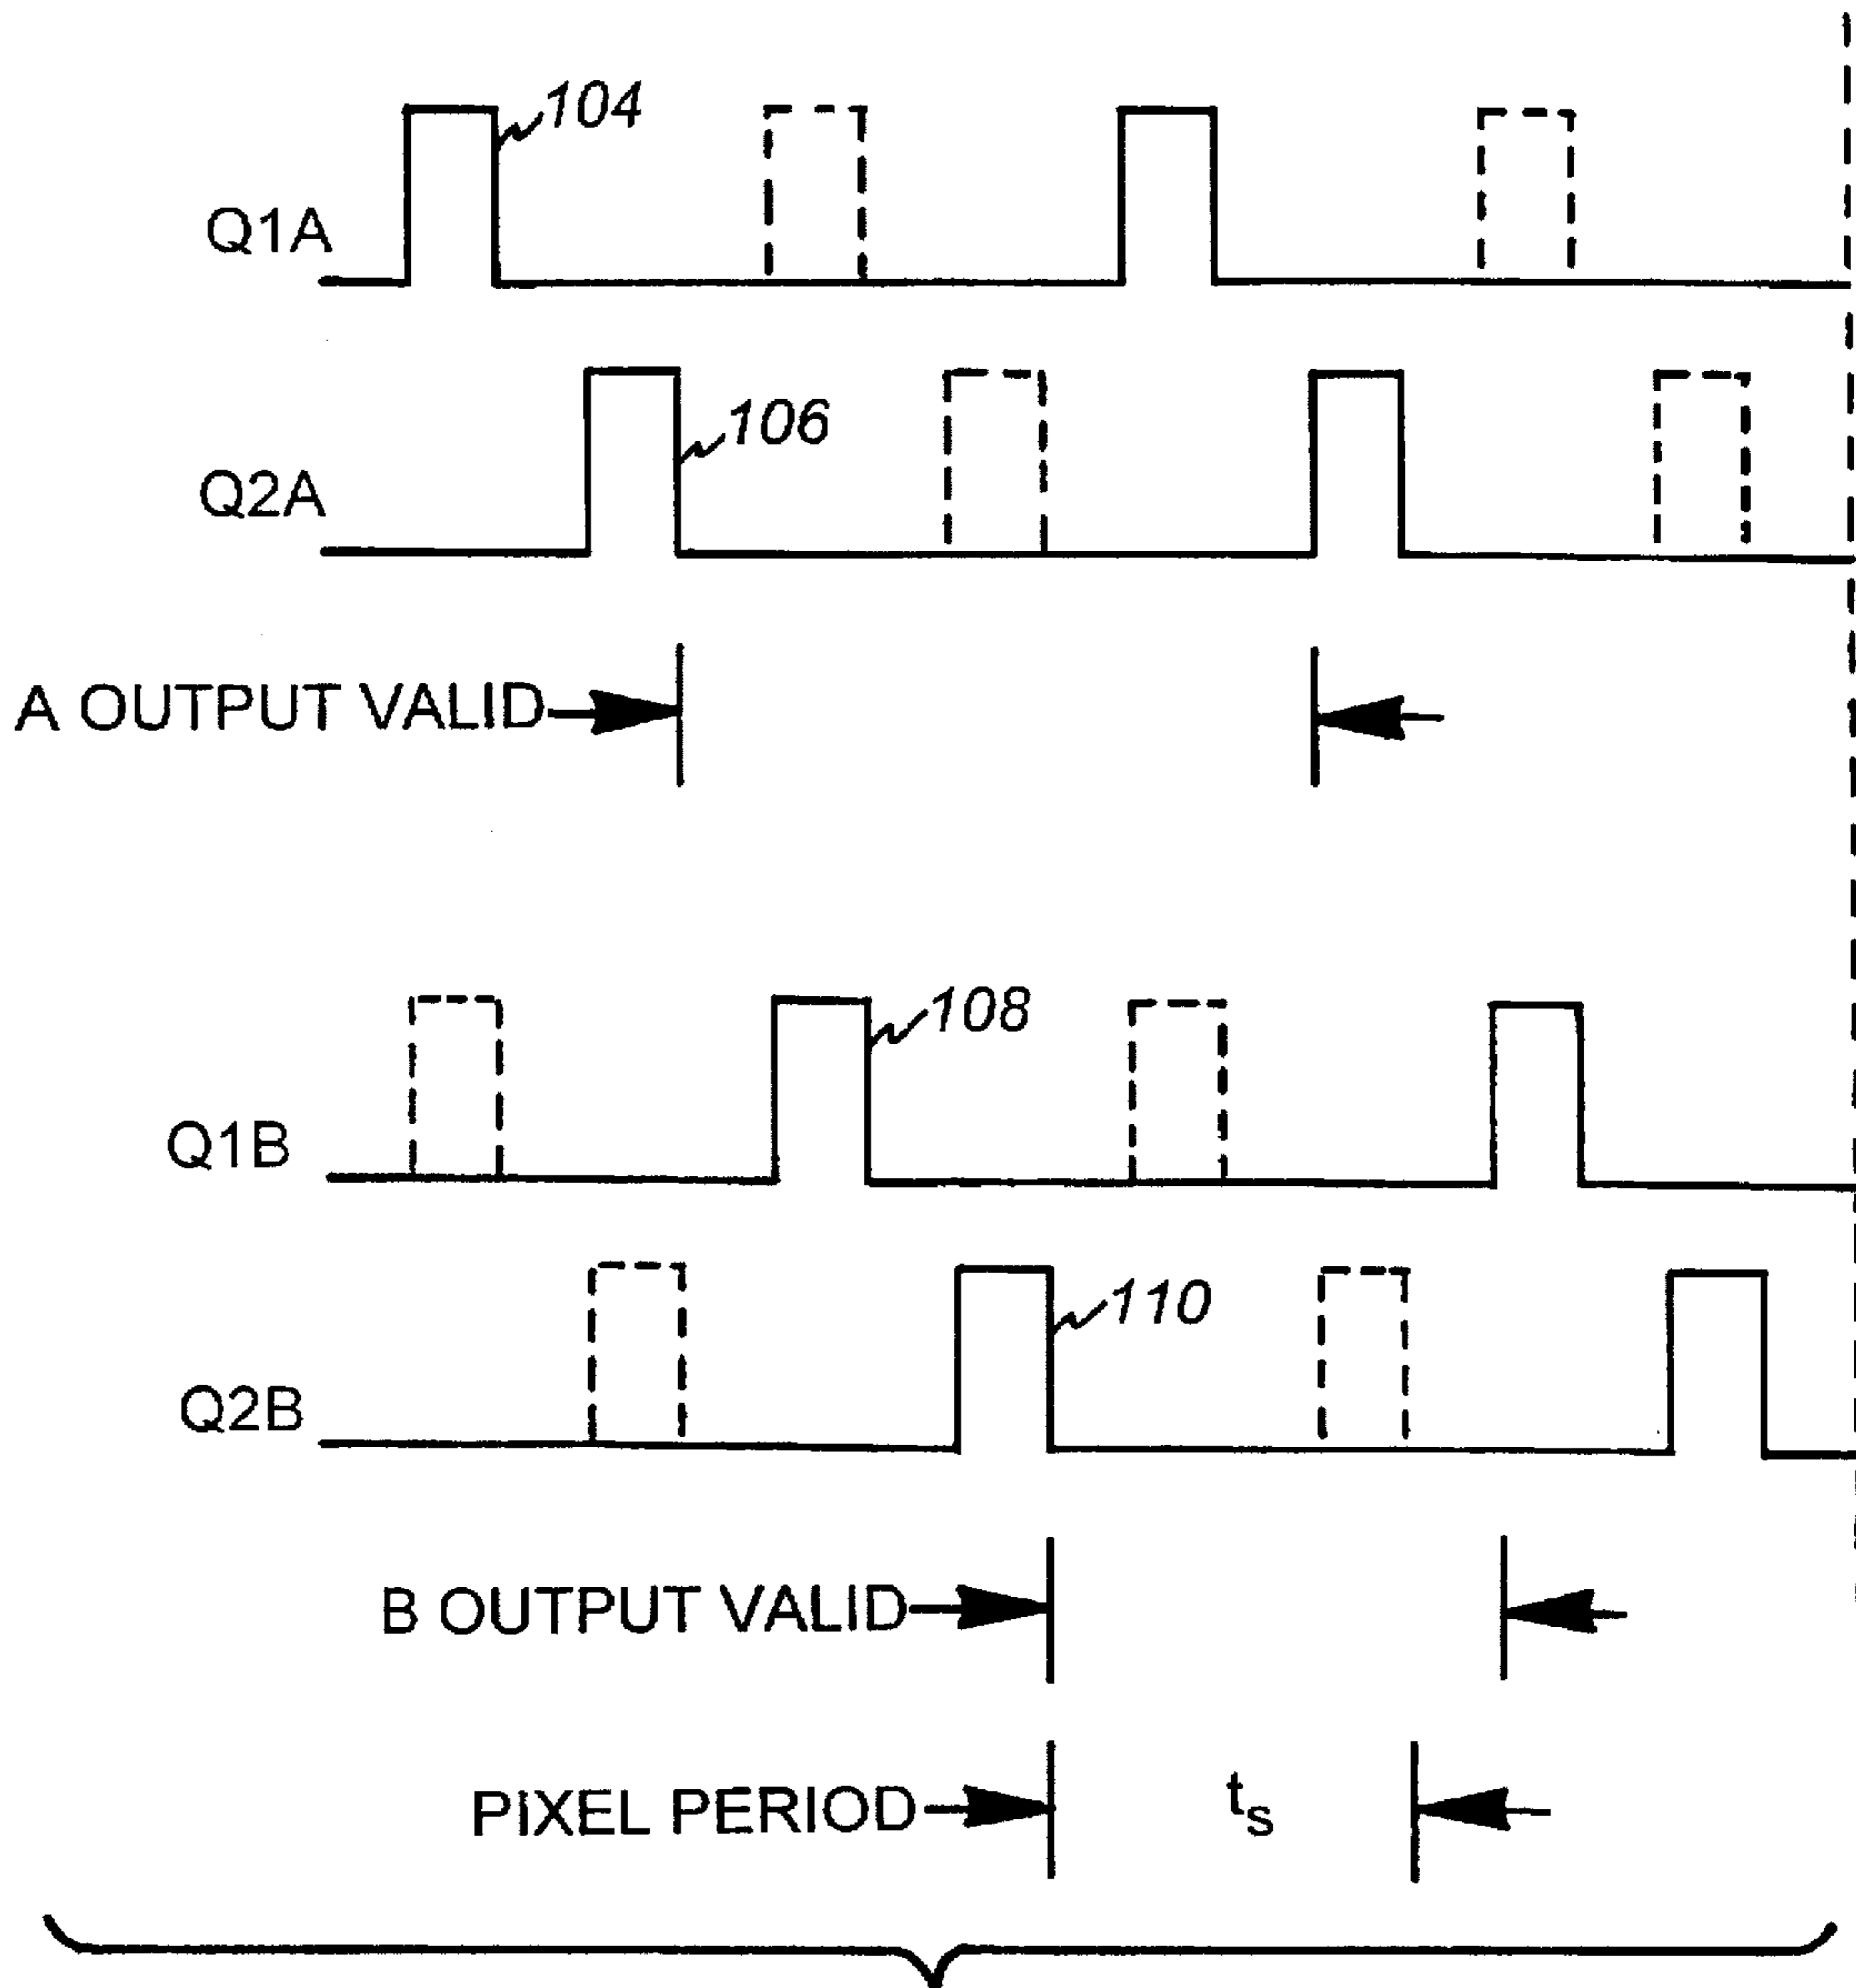 104
Q1A
106
Q2A
A OUTPUT VALID
108
Q1B
110
Q2B
B OUTPUT VALID
PIXEL PERIOD
tS